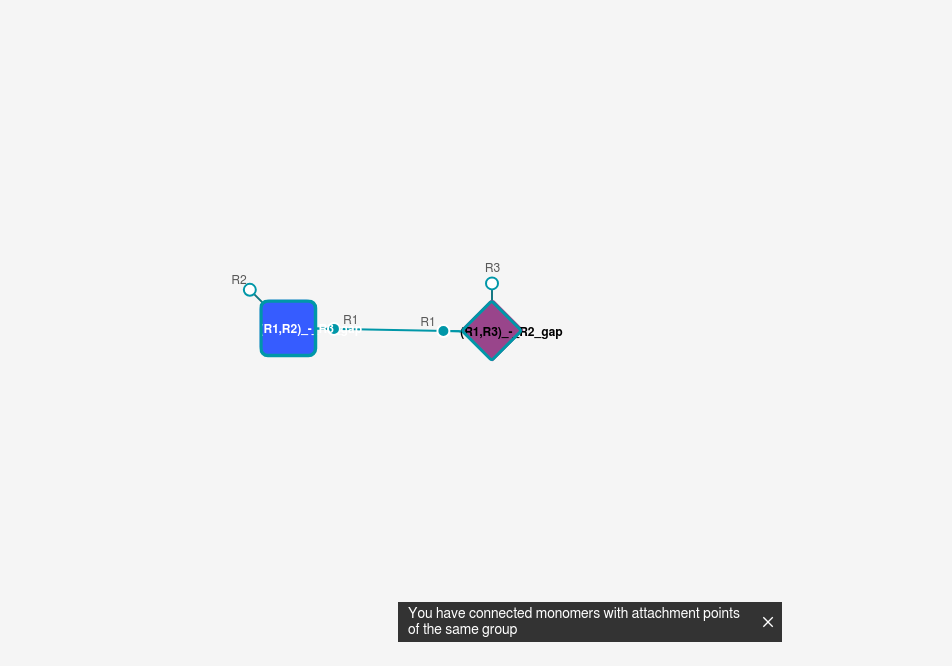 R3
R2
R1
R1
R1,R2)_-_R3_gap
(R1,R3)_-_R2_gap
You have connected monomers with attachment points
of the same group